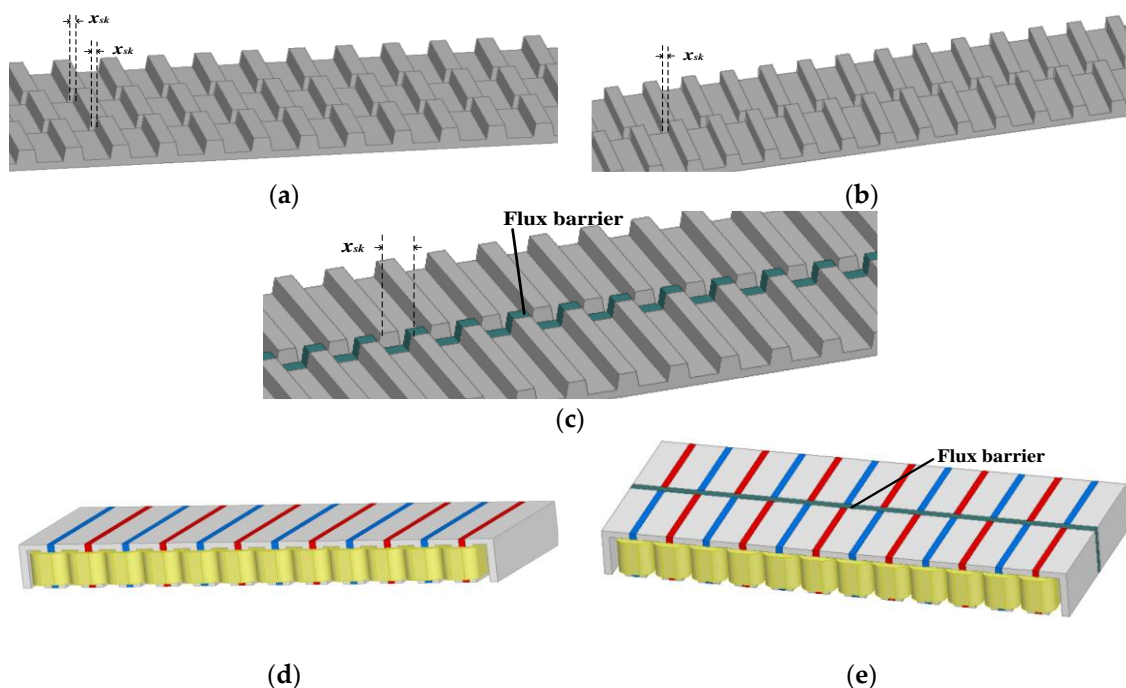 x_sk
x_sk
x_sk
(a)
(b)
Flux barrier
x_sk
(c)
Flux barrier
(d)
(e)